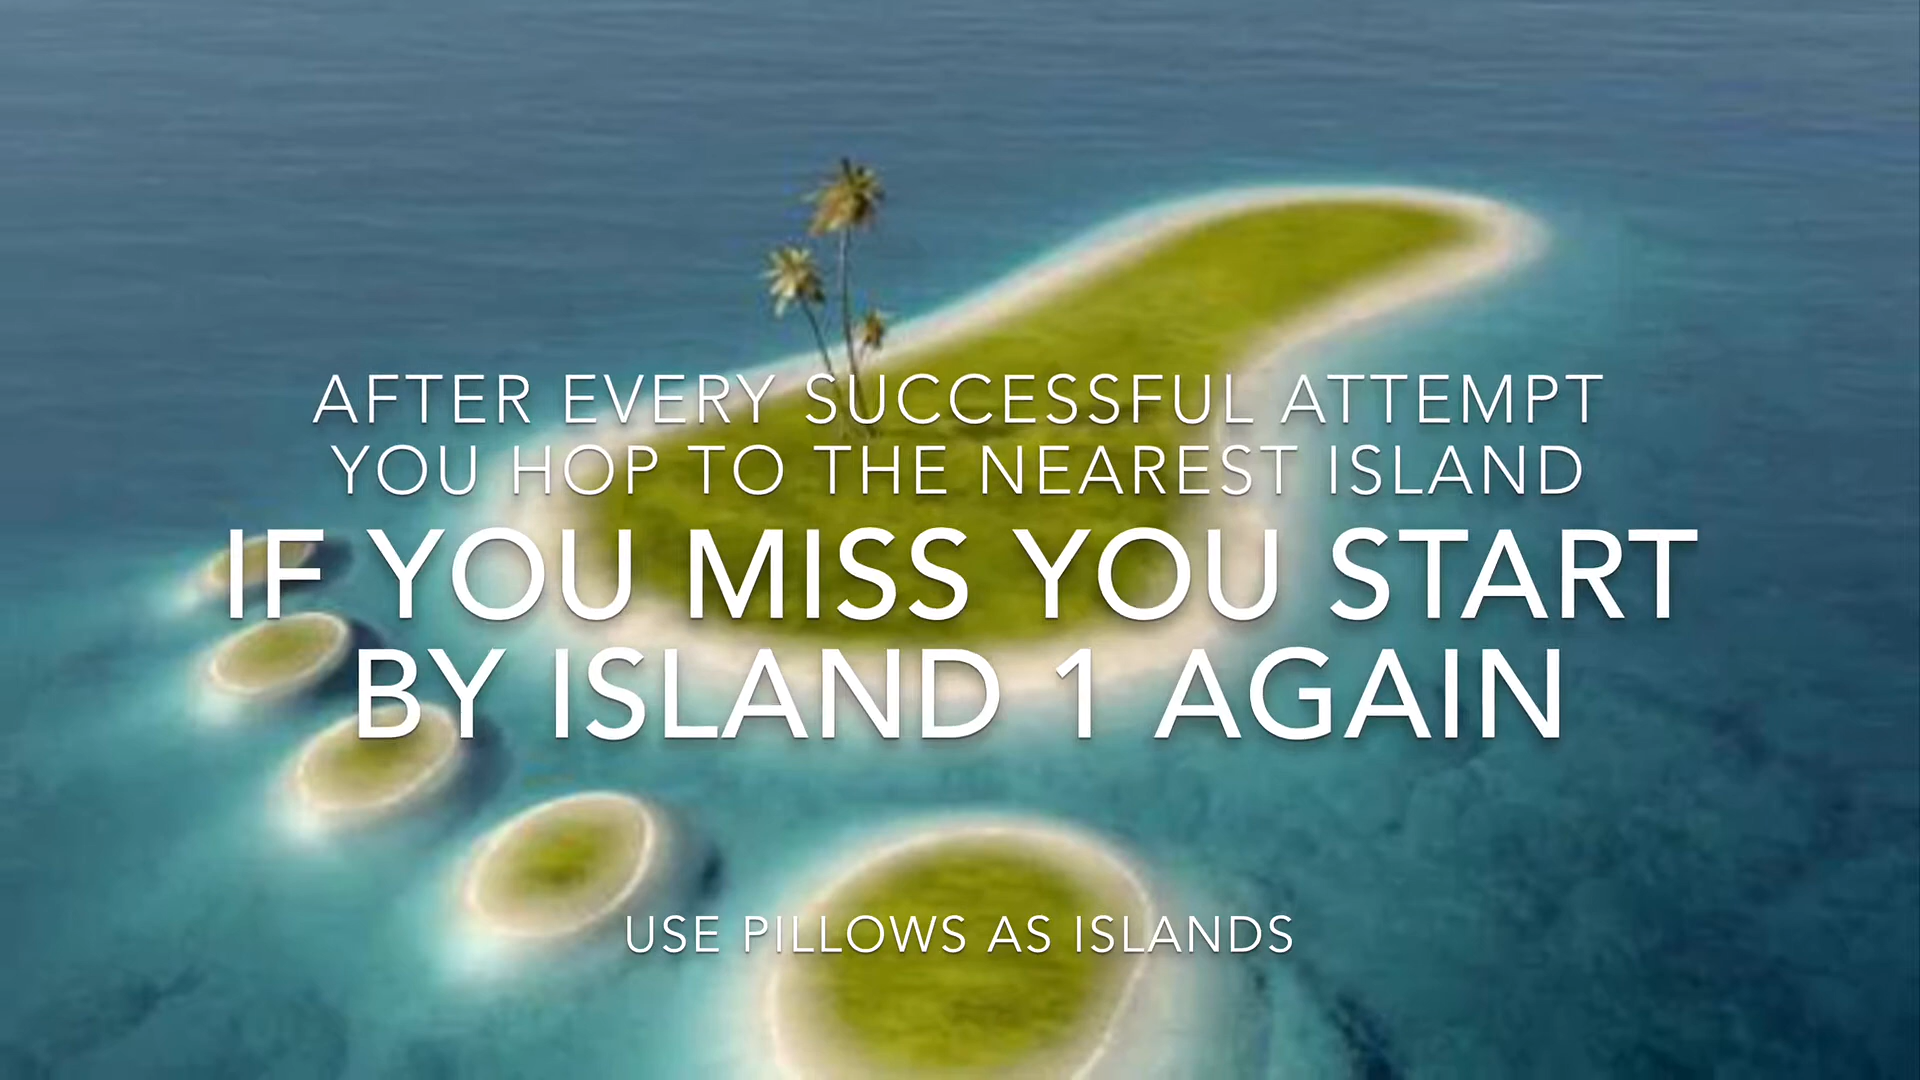 AFTER EVERY SUCCESSFUL ATTEMPT
YOU HOP TO THE NEAREST ISLAND
IF YOU MISS YOU START
BY ISLAND 1 AGAIN
USE PILLOWS AS ISLANDS